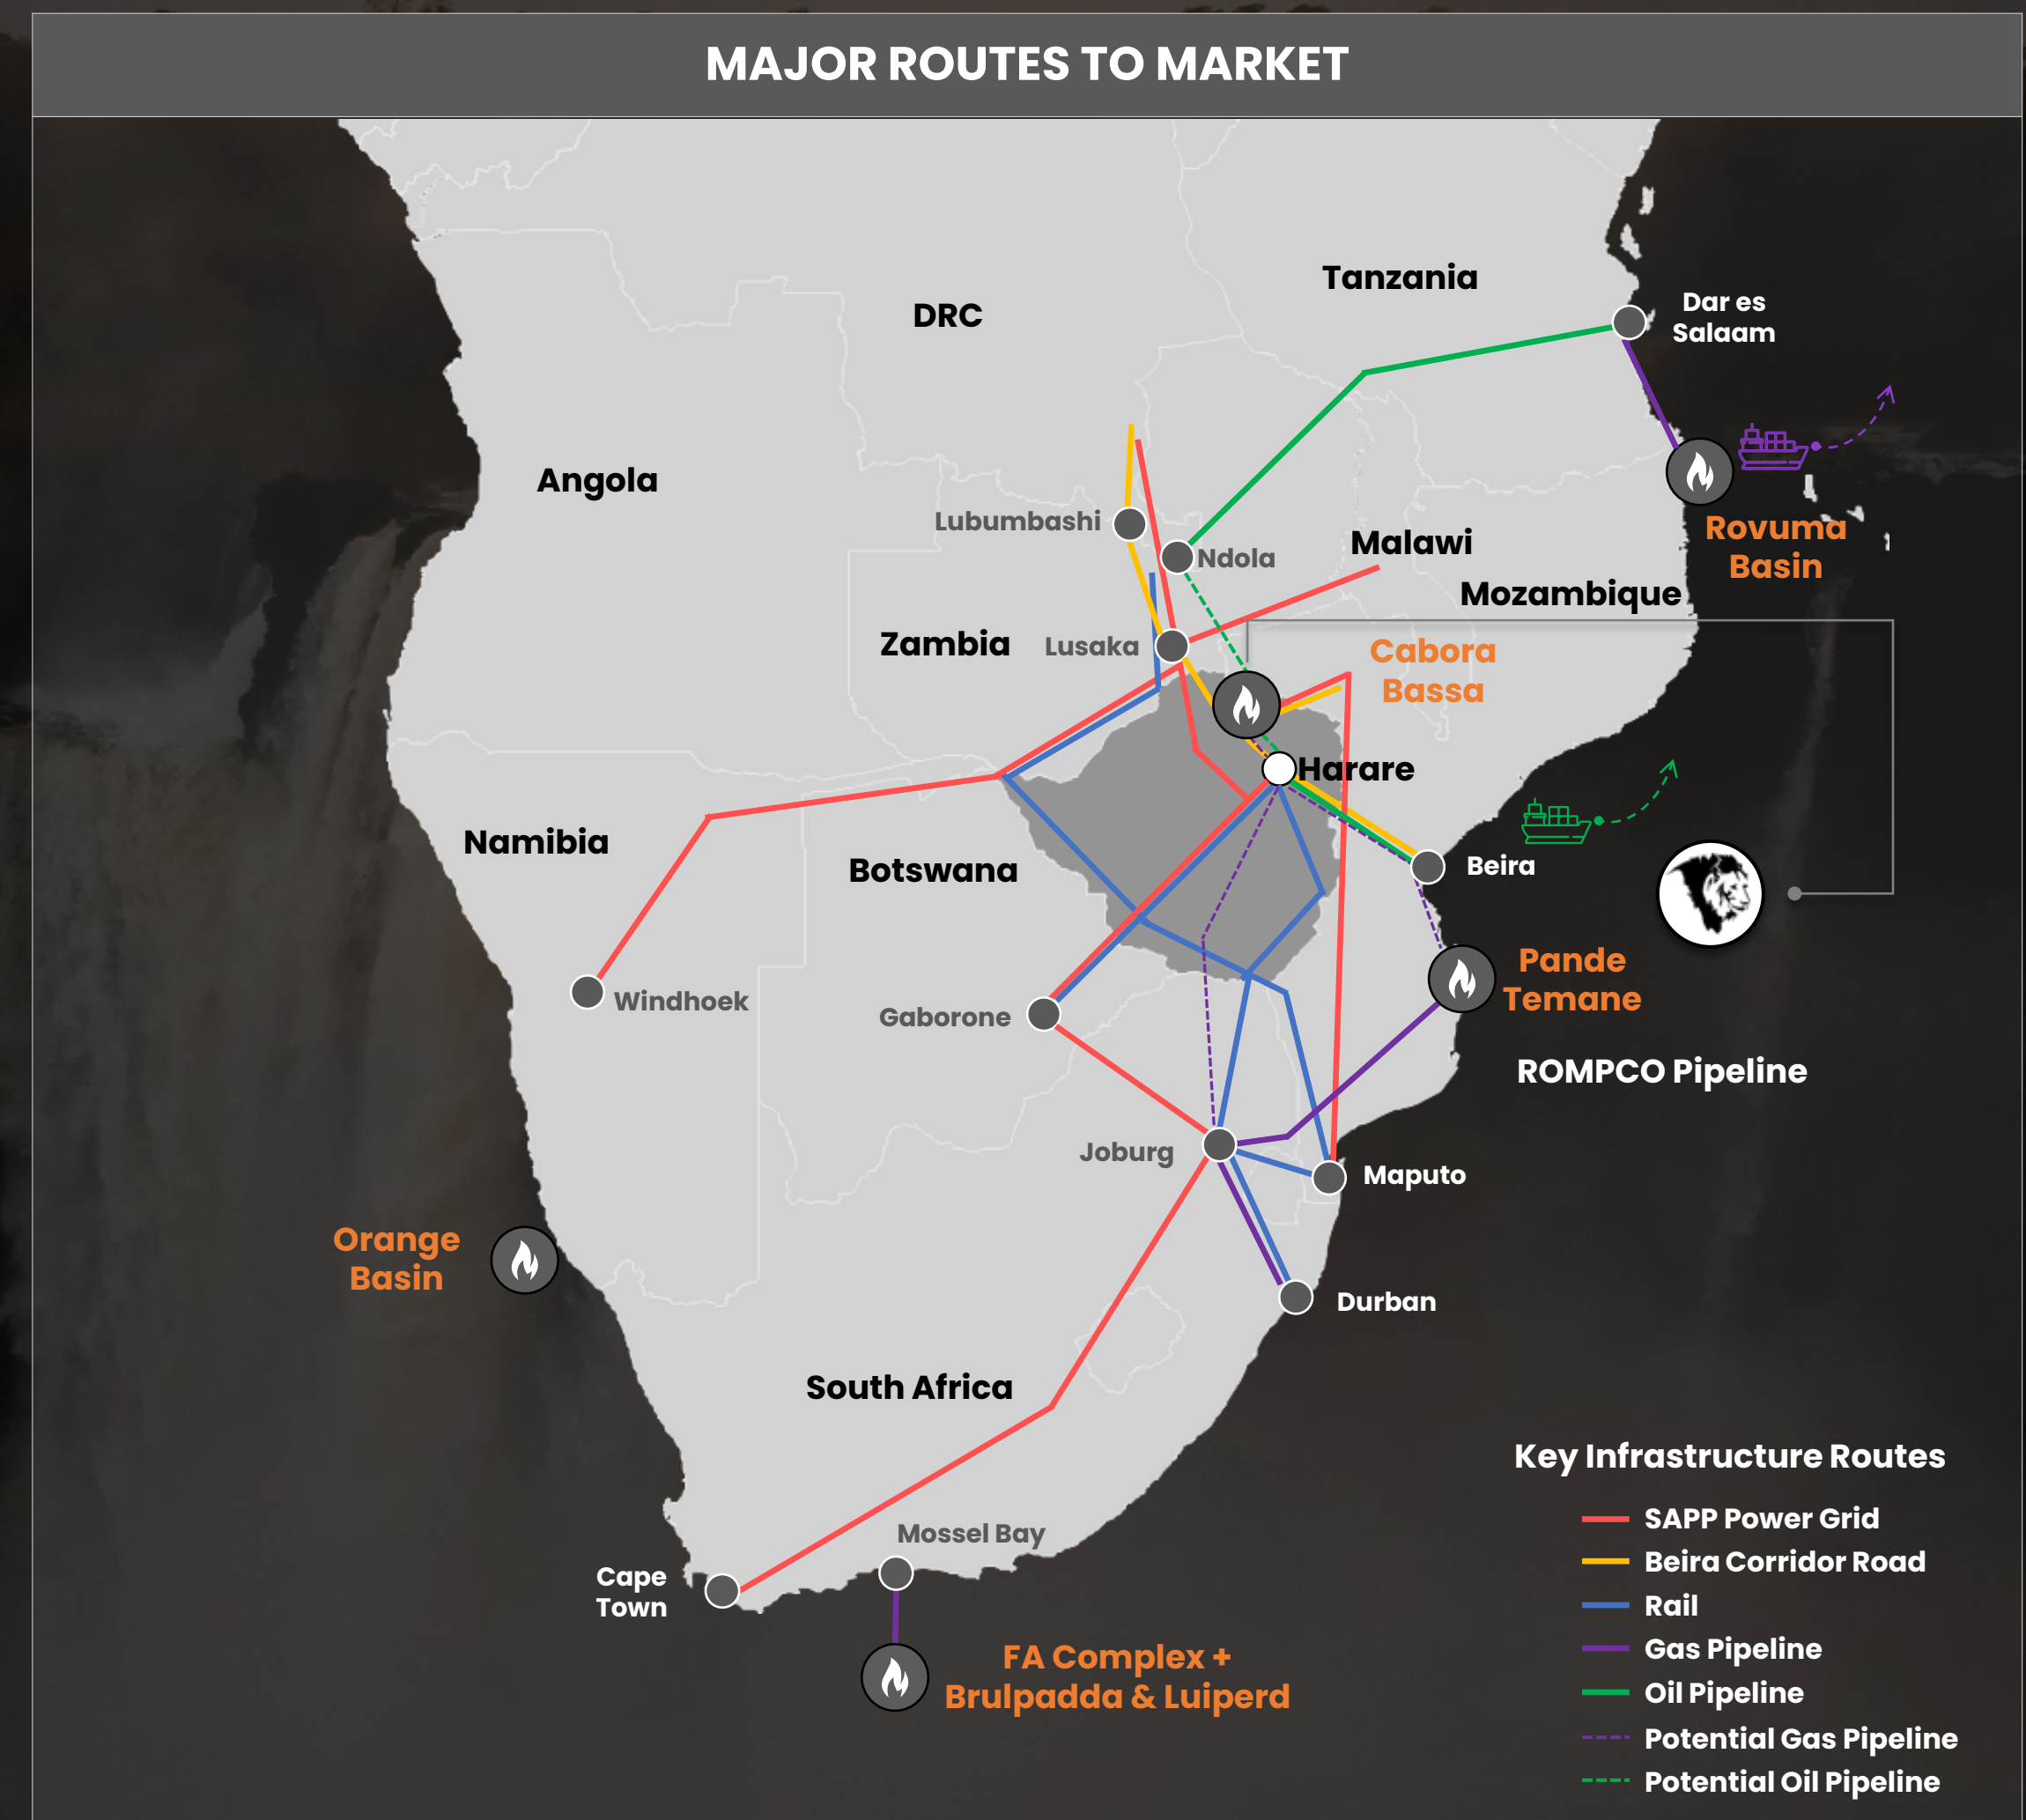 MAJOR ROUTES TO MARKET
Tanzania
Dar es
Salaam
DRC
Angola
Lubumbashi
Ndola
Malawi
Rovuma
Basin
Mozambique
Zambia
Lusaka
Cabora
Bassa
Harare
Namibia
Botswana
Beira
Pande
Temane
Windhoek
Gaborone
ROMPCO Pipeline
Joburg
Maputo
Orange
Basin
Durban
South Africa
Mossel Bay
Cape
Town
FA Complex +
Brulpadda & Luiperd
Key Infrastructure Routes
SAPP Power Grid
Beira Corridor Road
Rail
Gas Pipeline
Oil Pipeline
Potential Gas Pipeline
Potential Oil Pipeline